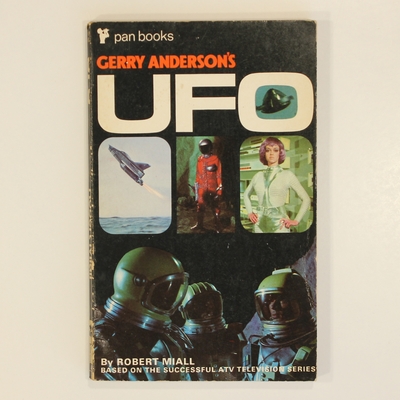 pan books
GERRY ANDERSON'S
UFO
By ROBERT MIALL
BASED ON THE SUCCESSFUL ATV TELEVISION SERIES